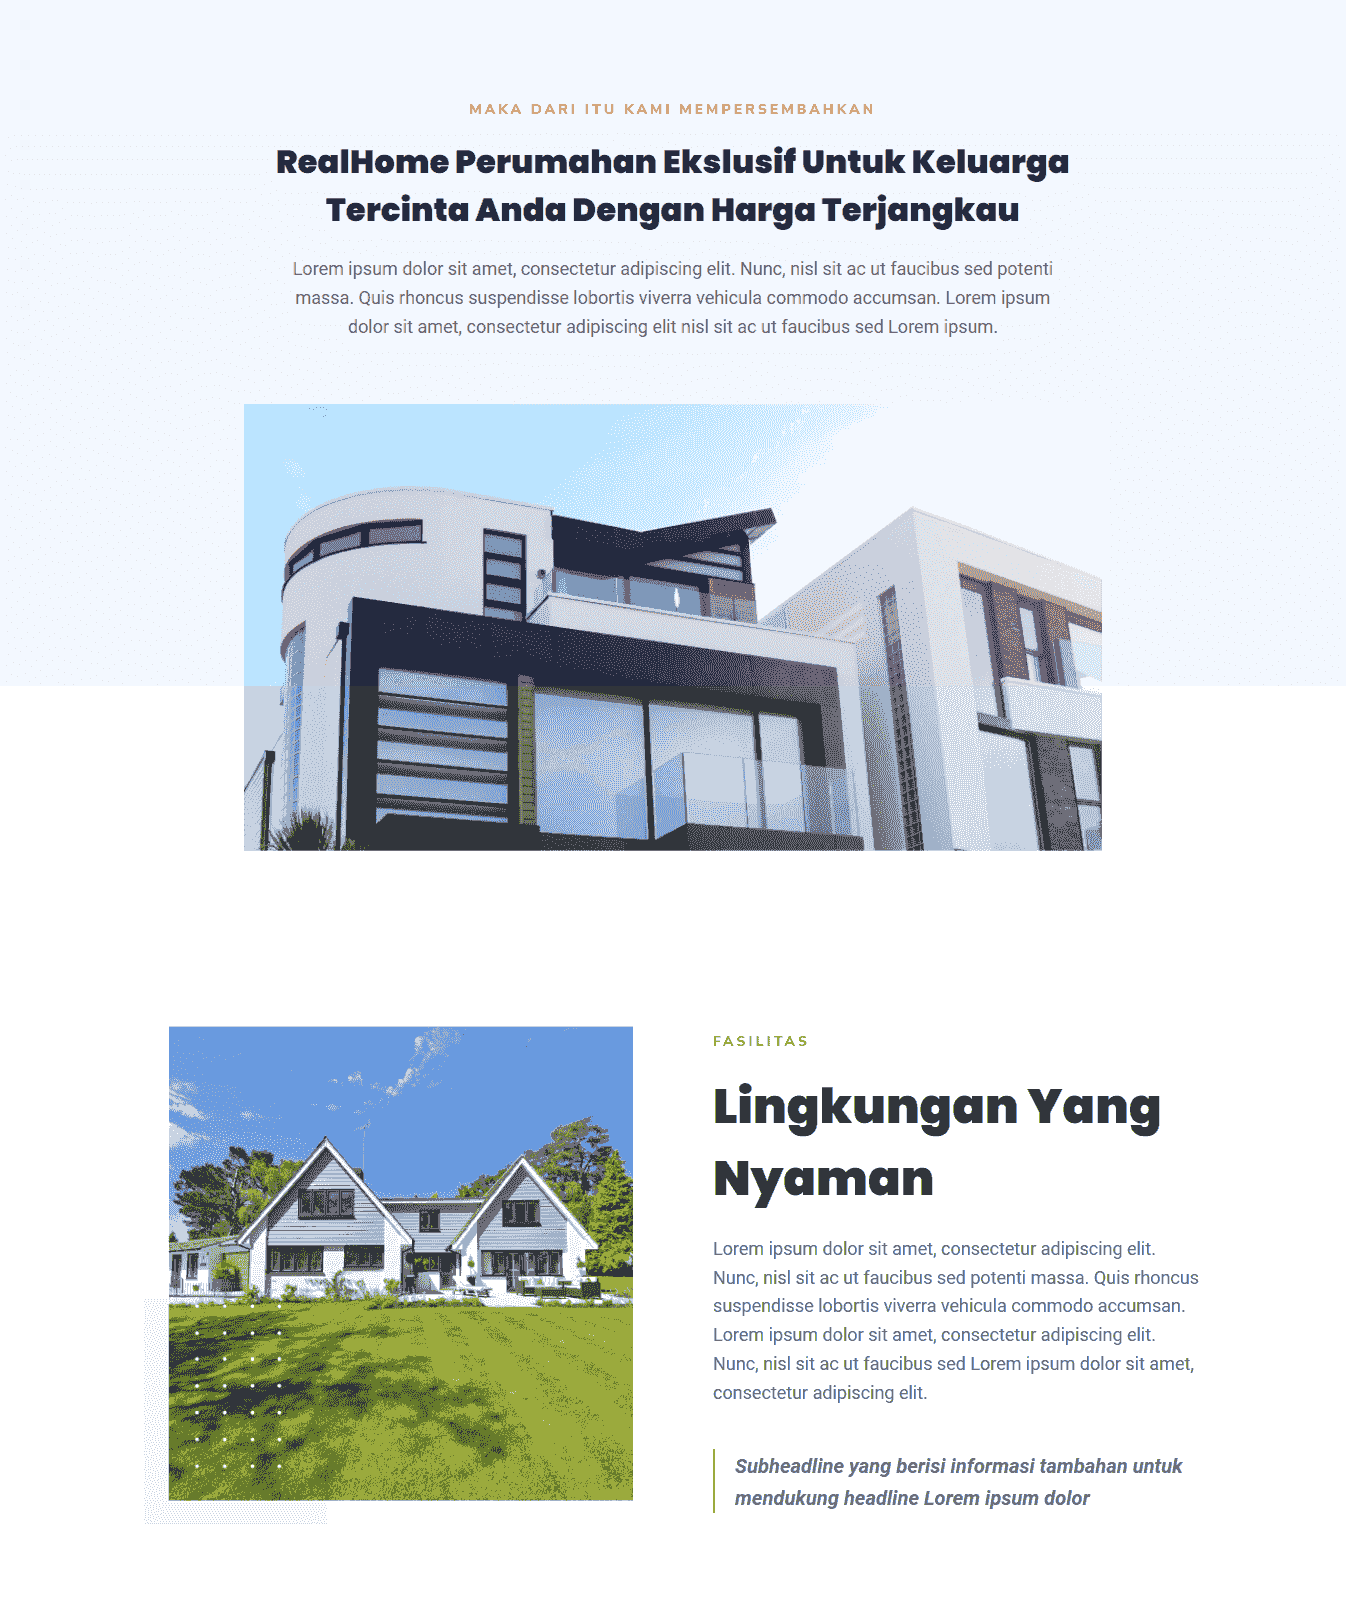 MAKA DARI ITU KAMI MEMPERSEMBAHKAN
RealHome Perumahan Ekslusif Untuk Keluarga
Tercinta Anda Dengan Harga Terjangkau
Lorem ipsum dolor sit amet, consectetur adipiscing elit. Nunc, nisl sit ac ut faucibus sed potenti
massa. Quis rhoncus suspendisse lobortis viverra vehicula commodo accumsan. Lorem ipsum
dolor sit amet, consectetur adipiscing elit nisl sit ac ut faucibus sed Lorem ipsum.
FASILITAS
Lingkungan Yang
Nyaman
Lorem ipsum dolor sit amet, consectetur adipiscing elit.
Nunc, nisl sit ac ut faucibus sed potenti massa. Quis rhoncus
suspendisse lobortis viverra vehicula commodo accumsan.
Lorem ipsum dolor sit amet, consectetur adipiscing elit.
Nunc, nisl sit ac ut faucibus sed Lorem ipsum dolor sit amet,
consectetur adipiscing elit.
Subheadline yang berisi informasi tambahan untuk
mendukung headline Lorem ipsum dolor